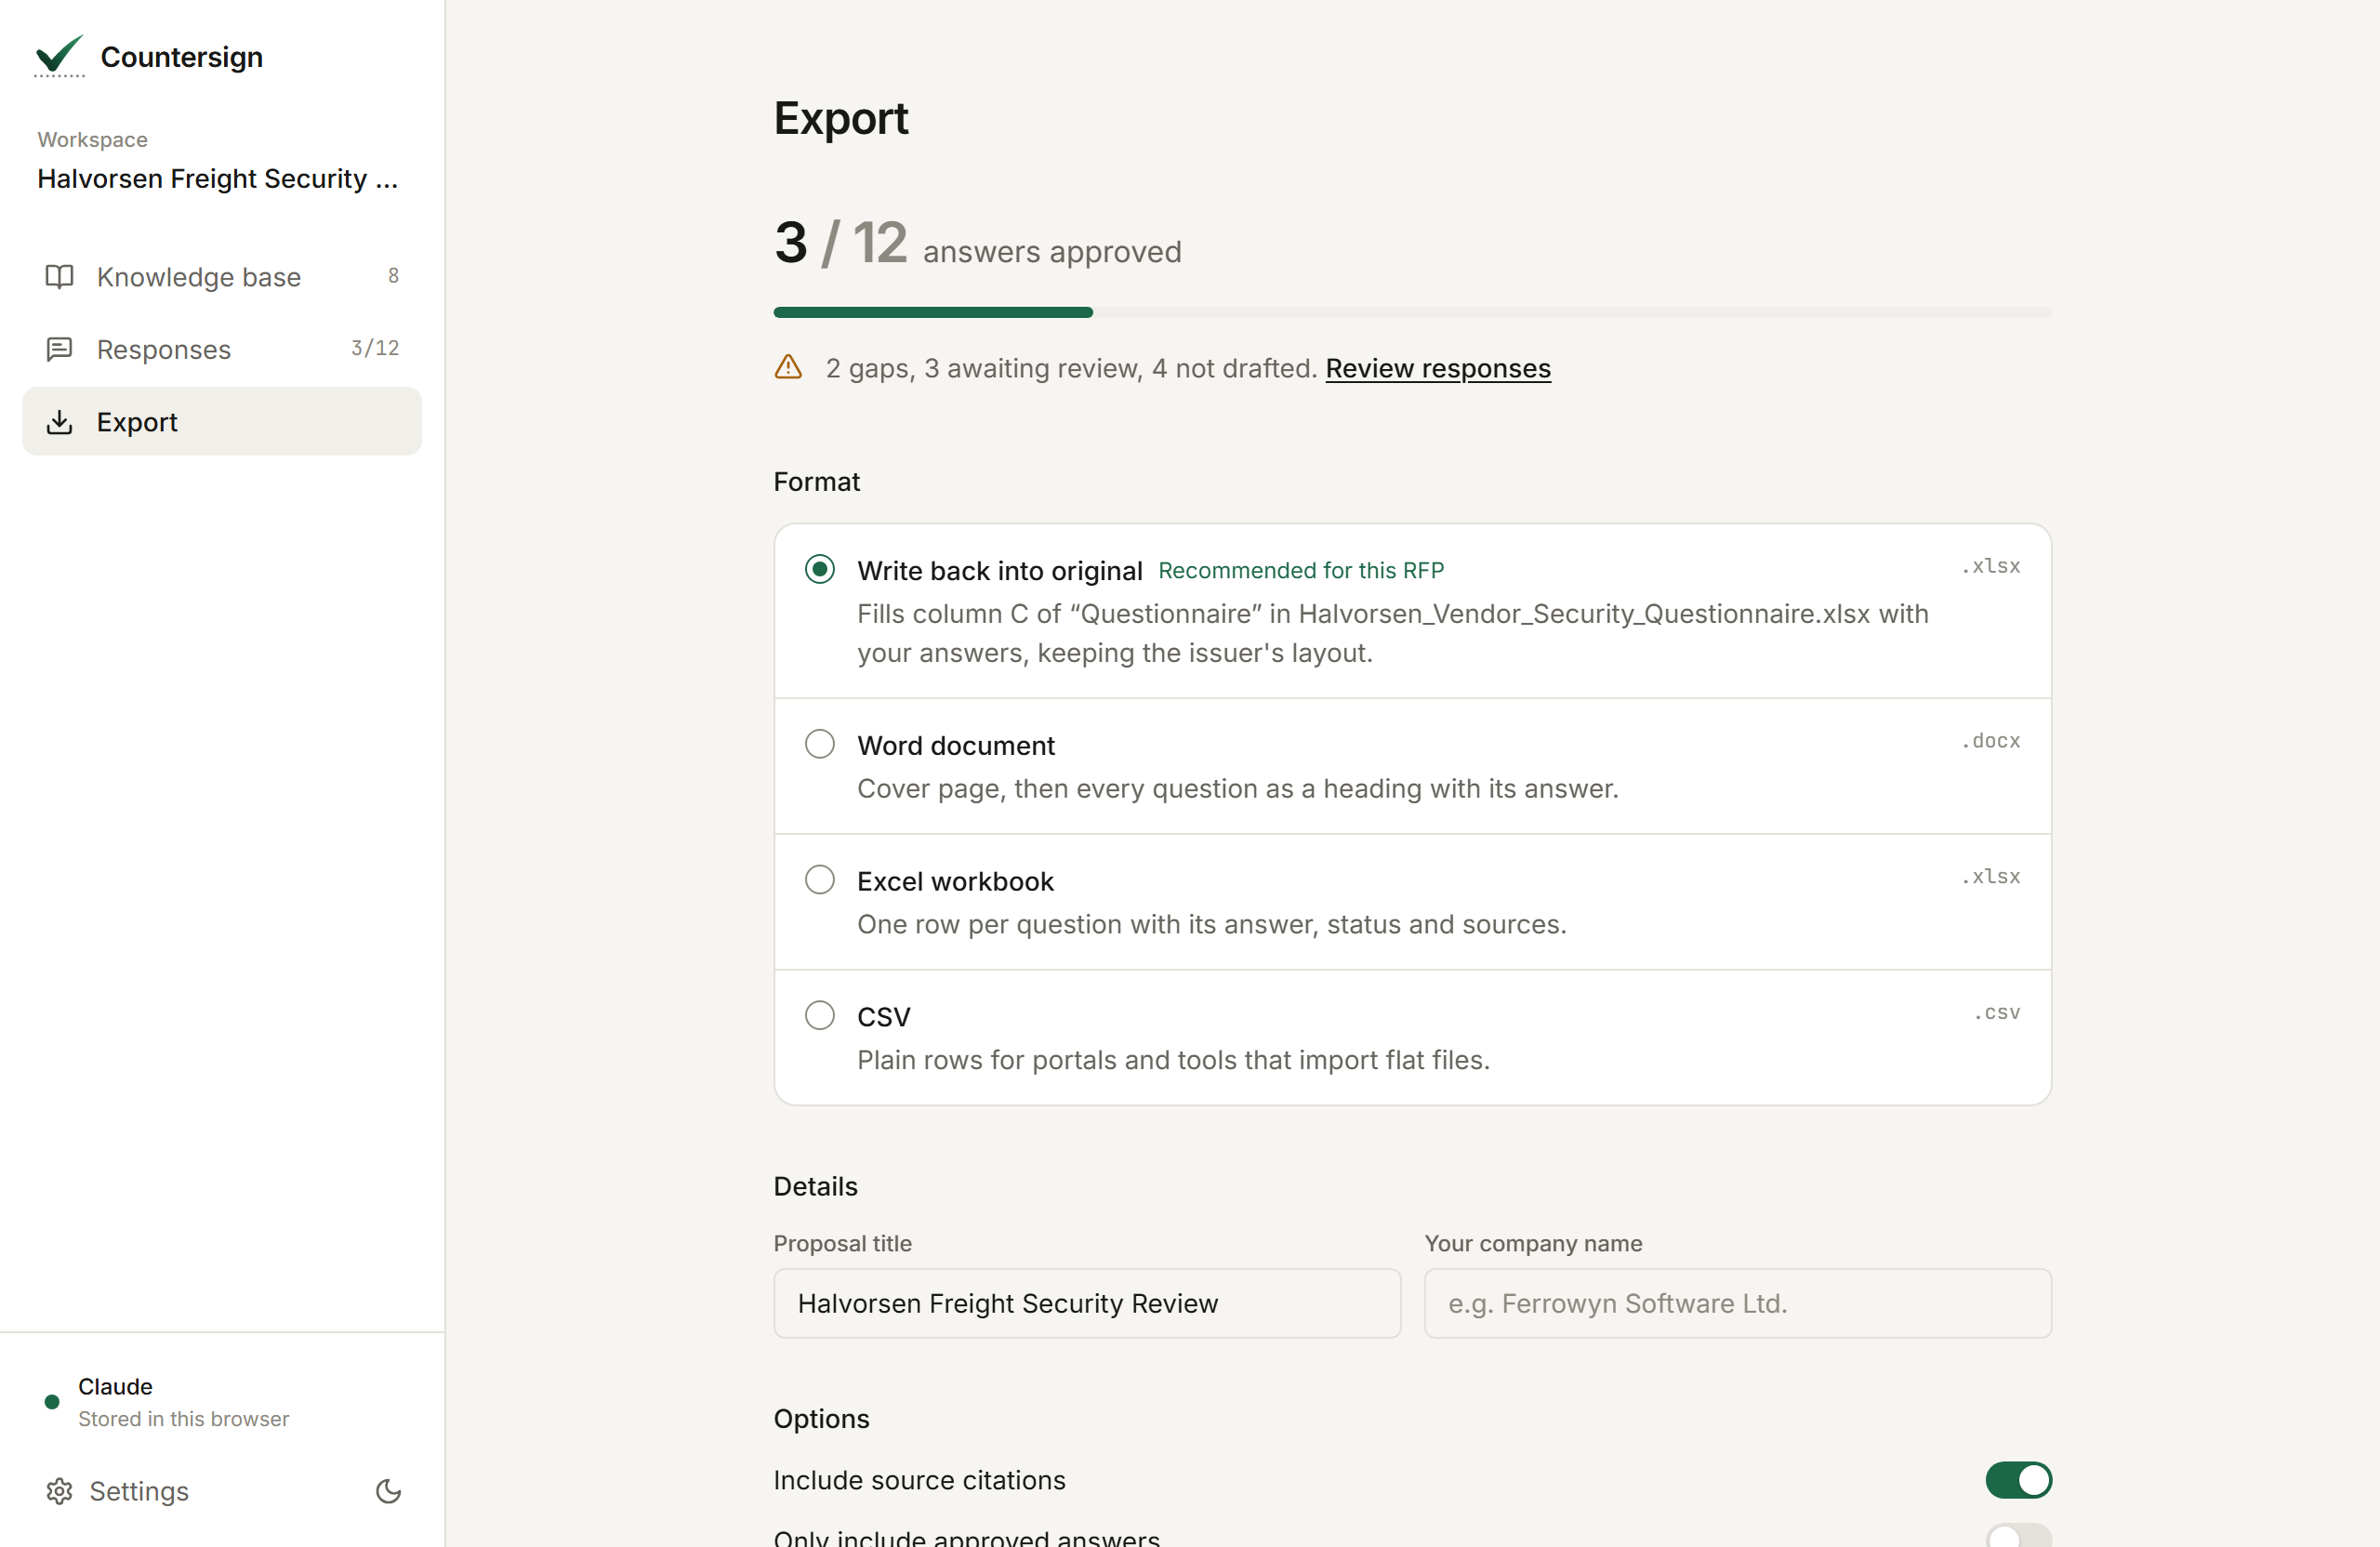 Countersign
Workspace
Halvorsen Freight Security ...
Knowledge base 8
Responses 3/12
Export
Claude
Stored in this browser
Settings
Export
3 / 12 answers approved
2 gaps, 3 awaiting review, 4 not drafted. Review responses
Format
Write back into original Recommended for this RFP .xlsx
Fills column C of “Questionnaire” in Halvorsen_Vendor_Security_Questionnaire.xlsx with
your answers, keeping the issuer's layout.
Word document .docx
Cover page, then every question as a heading with its answer.
Excel workbook .xlsx
One row per question with its answer, status and sources.
CSV .csv
Plain rows for portals and tools that import flat files.
Details
Proposal title
Halvorsen Freight Security Review
Your company name
e.g. Ferrowyn Software Ltd.
Options
Include source citations
Only include approved answers